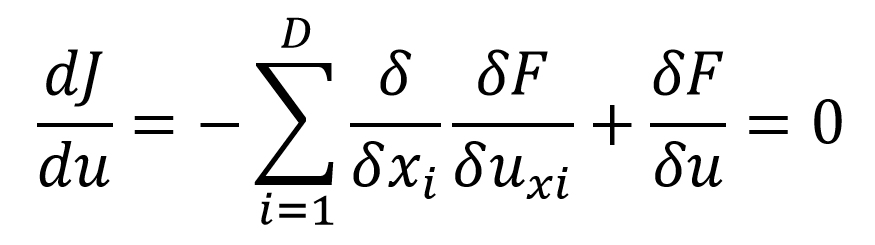 dJ/du = − ∑_{i=1}^{D} δ/δx_i δF/δu_{xi} + δF/δu = 0